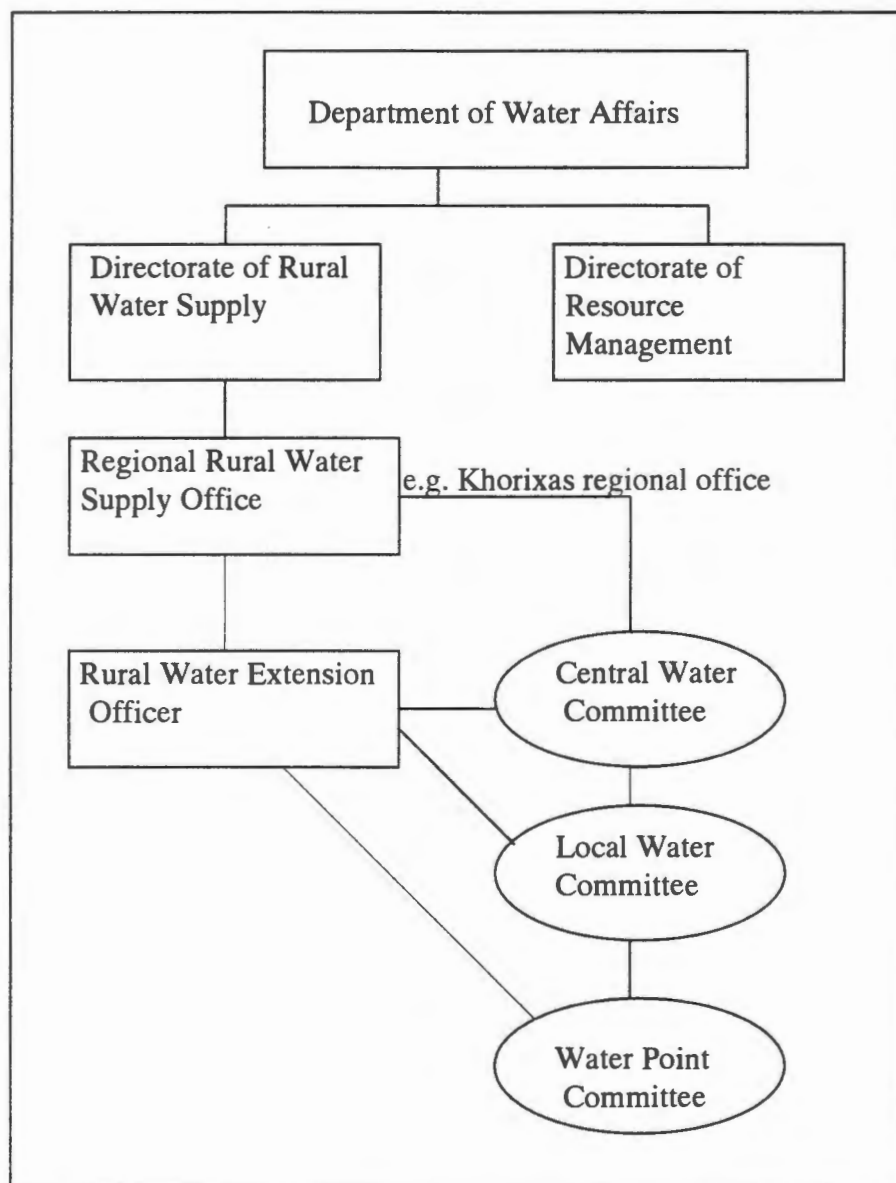 Department of Water Affairs
Directorate of Rural
Water Supply
Directorate of
Resource
Management
Regional Rural Water
Supply Office
e.g. Khorixas regional office
Rural Water Extension
Officer
Central Water
Committee
Local Water
Committee
Water Point
Committee